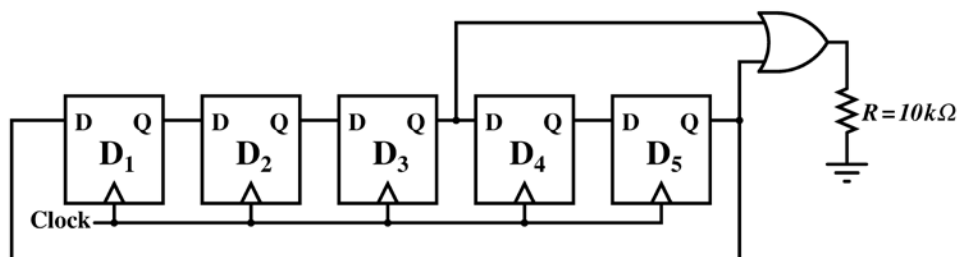 D Q D Q D Q D Q D Q
R = 10kΩ
D1 D2 D3 D4 D5
Clock